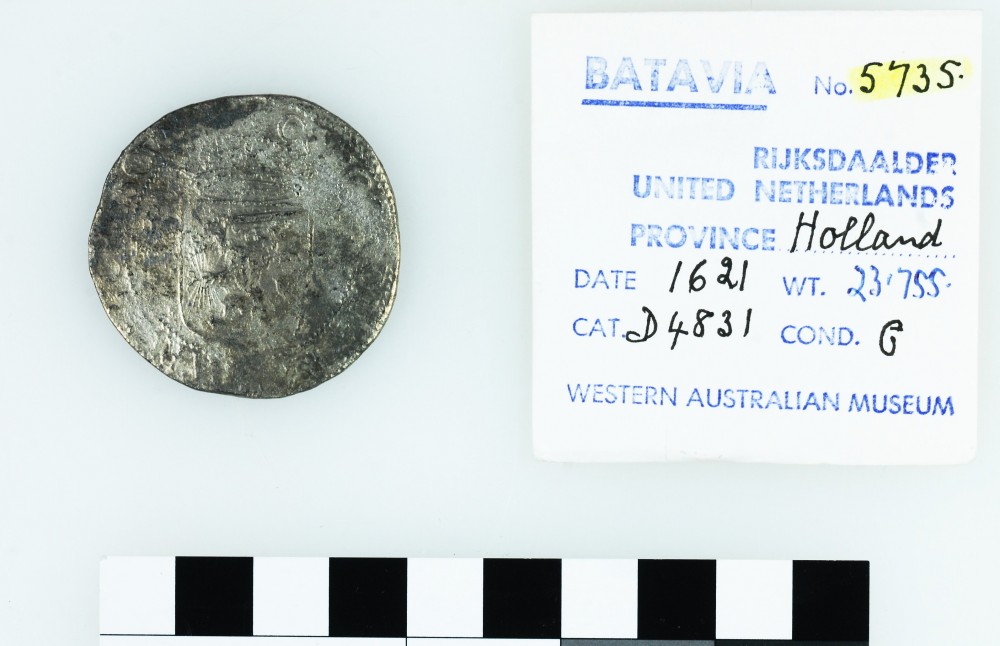 BATAVIA No. 5735.
RIJKSDAALDER
UNITED NETHERLANDS
PROVINCE Holland
DATE 1621 WT. 23.755.
CAT. D4831 COND. G
WESTERN AUSTRALIAN MUSEUM